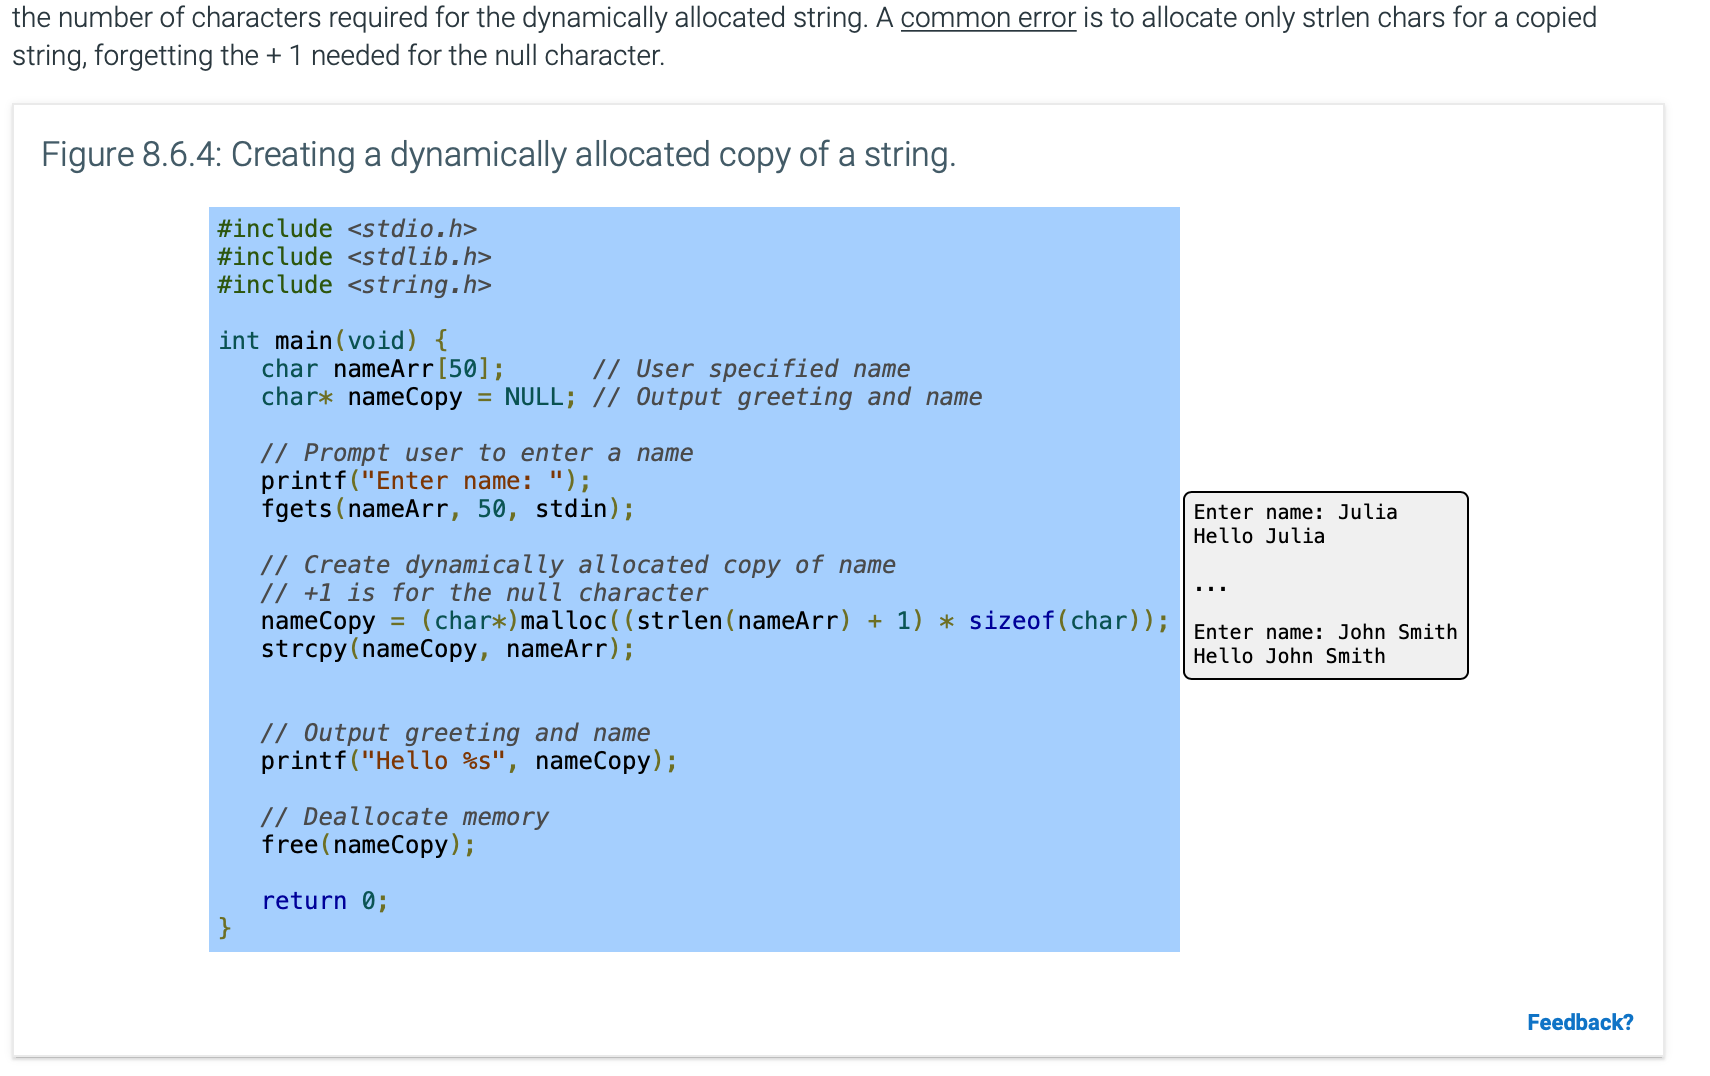 the number of characters required for the dynamically allocated string. A common error is to allocate only strlen chars for a copied
string, forgetting the + 1 needed for the null character.
Figure 8.6.4: Creating a dynamically allocated copy of a string.
#include <stdio.h>
#include <stdlib.h>
#include <string.h>
int main(void) {
   char nameArr[50];      // User specified name
   char* nameCopy = NULL; // Output greeting and name
   // Prompt user to enter a name
   printf("Enter name: ");
   fgets(nameArr, 50, stdin);
   // Create dynamically allocated copy of name
   // +1 is for the null character
   nameCopy = (char*)malloc((strlen(nameArr) + 1) * sizeof(char));
   strcpy(nameCopy, nameArr);
   // Output greeting and name
   printf("Hello %s", nameCopy);
   // Deallocate memory
   free(nameCopy);
   return 0;
}
Enter name: Julia
Hello Julia
...
Enter name: John Smith
Hello John Smith
Feedback?